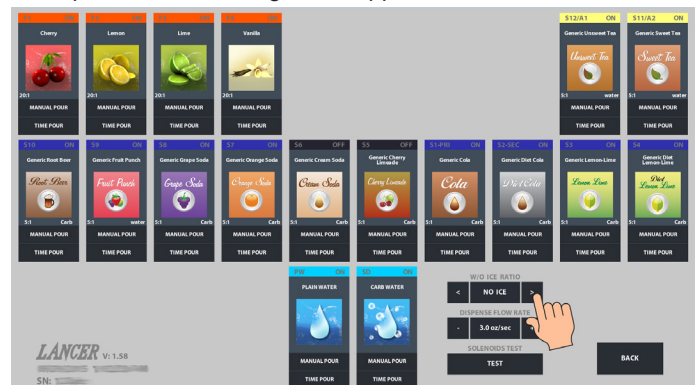 ON
ON
ON
ON
S12/A1 ON
S11/A2 ON
Cherry
Lemon
Lime
Vanilla
Generic Unsweet Tea
Generic Sweet Tea
Unsweet Tea
Sweet Tea
20:1
20:1
20:1
20:1
5:1 water
5:1 water
MANUAL POUR
MANUAL POUR
MANUAL POUR
MANUAL POUR
MANUAL POUR
MANUAL POUR
TIME POUR
TIME POUR
TIME POUR
TIME POUR
TIME POUR
TIME POUR
S10 ON
S9 ON
S8 ON
S7 ON
S6 OFF
S5 OFF
S1-PRI ON
S2-SEC ON
S3 ON
S4 ON
Generic Root Beer
Generic Fruit Punch
Generic Grape Soda
Generic Orange Soda
Generic Cream Soda
Generic Cherry
Limeade
Generic Cola
Generic Diet Cola
Generic Lemon-Lime
Generic Diet
Lemon-Lime
Root Beer
Fruit Punch
Grape Soda
Orange Soda
Cream Soda
Cherry Limeade
Cola
Diet Cola
Lemon Lime
Diet
Lemon Lime
5:1 Carb
5:1 water
5:1 Carb
5:1 Carb
5:1 Carb
5:1 Carb
5:1 Carb
5:1 Carb
5:1 Carb
5:1 Carb
MANUAL POUR
MANUAL POUR
MANUAL POUR
MANUAL POUR
MANUAL POUR
MANUAL POUR
MANUAL POUR
MANUAL POUR
MANUAL POUR
MANUAL POUR
TIME POUR
TIME POUR
TIME POUR
TIME POUR
TIME POUR
TIME POUR
TIME POUR
TIME POUR
TIME POUR
TIME POUR
PW ON
SD ON
PLAIN WATER
CARB WATER
MANUAL POUR
MANUAL POUR
TIME POUR
TIME POUR
W/O ICE RATIO
< NO ICE >
DISPENSE FLOW RATE
- 3.0 oz/sec
SOLENOIDS TEST
TEST
BACK
LANCER V: 1.58
SN: